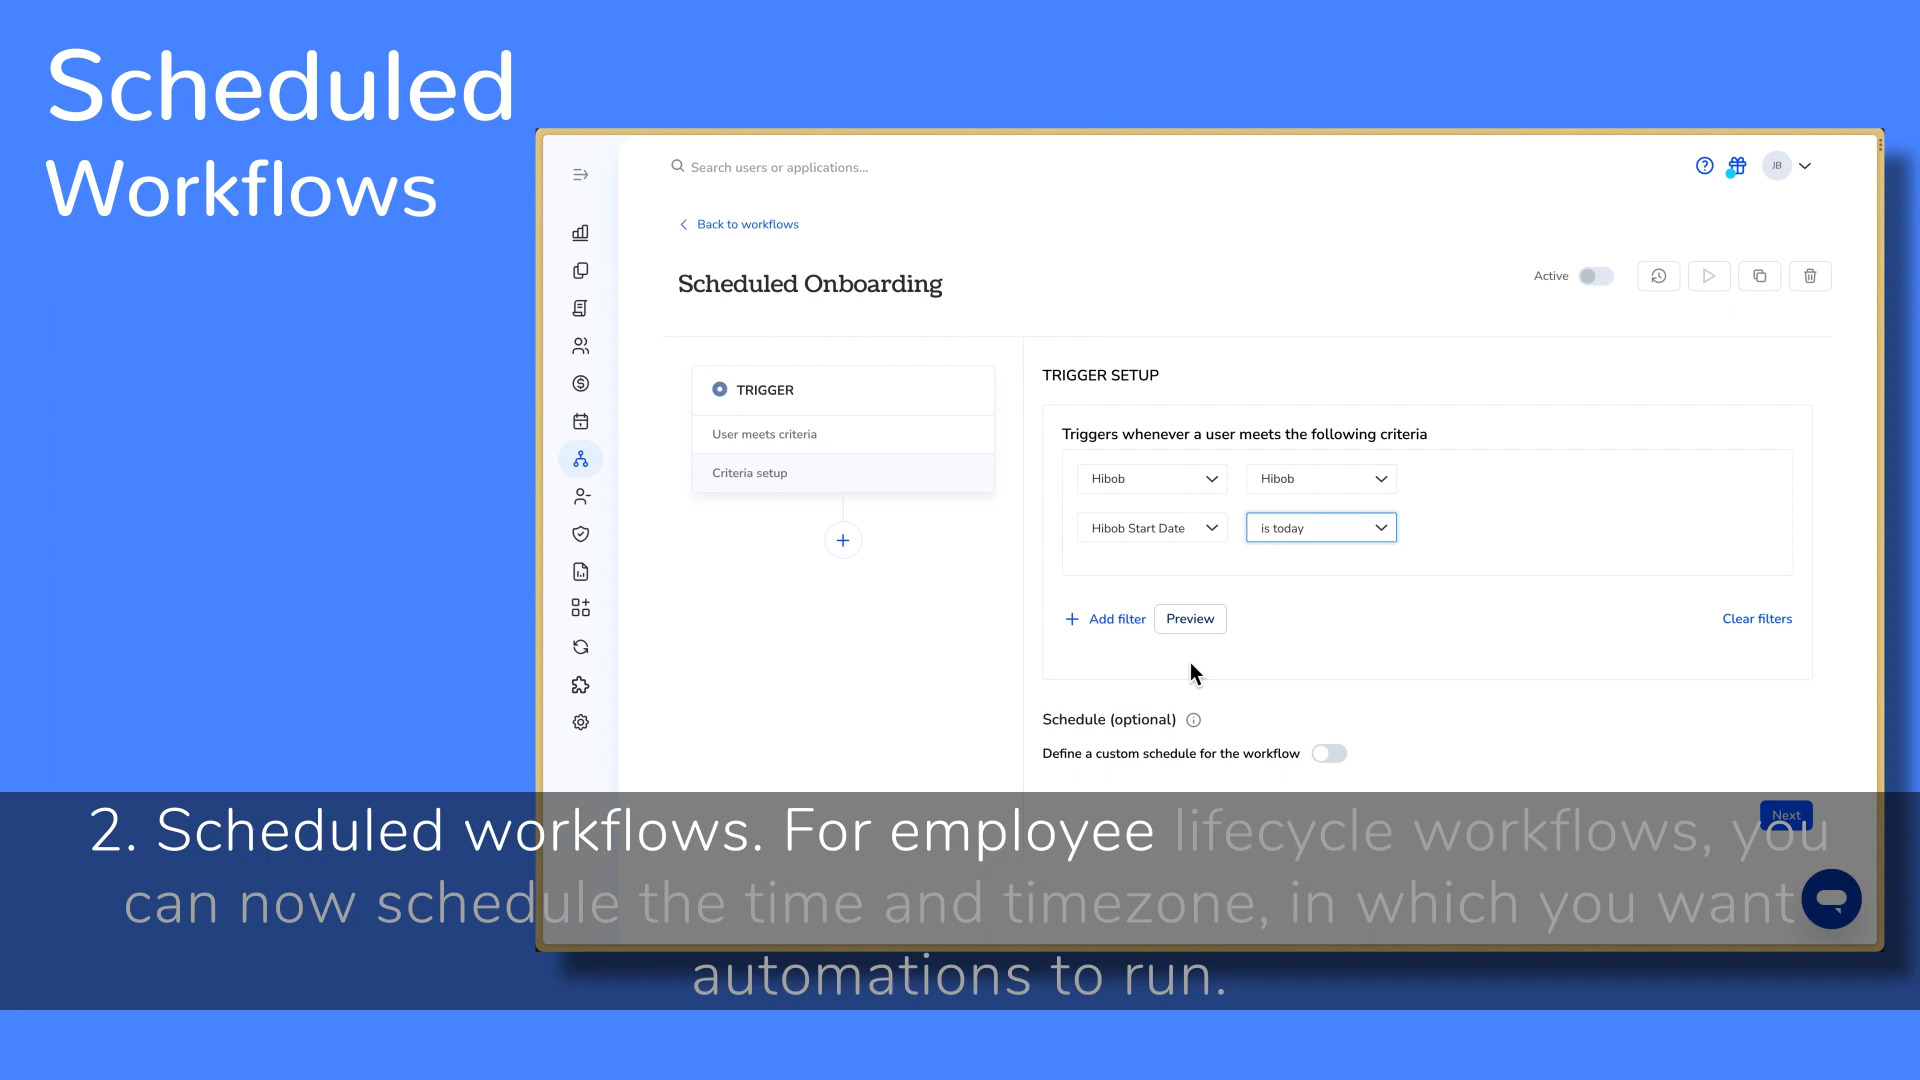 Scheduled
Workflows
Search users or applications...
JB
Back to workflows
Scheduled Onboarding
Active
TRIGGER
User meets criteria
Criteria setup
TRIGGER SETUP
Triggers whenever a user meets the following criteria
Hibob
Hibob
Hibob Start Date
is today
Add filter
Preview
Clear filters
Schedule (optional)
Define a custom schedule for the workflow
Next
2. Scheduled workflows. For employee lifecycle workflows, you
can now schedule the time and timezone, in which you want
automations to run.